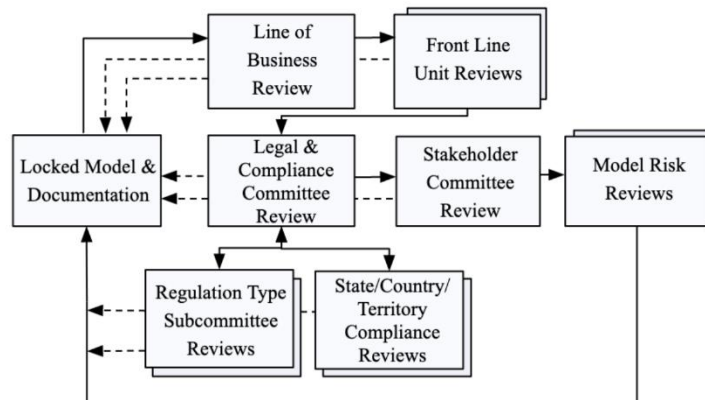 Line of
Business
Review
Front Line
Unit Reviews
Locked Model &
Documentation
Legal &
Compliance
Committee
Review
Stakeholder
Committee
Review
Model Risk
Reviews
Regulation Type
Subcommittee
Reviews
State/Country/
Territory
Compliance
Reviews